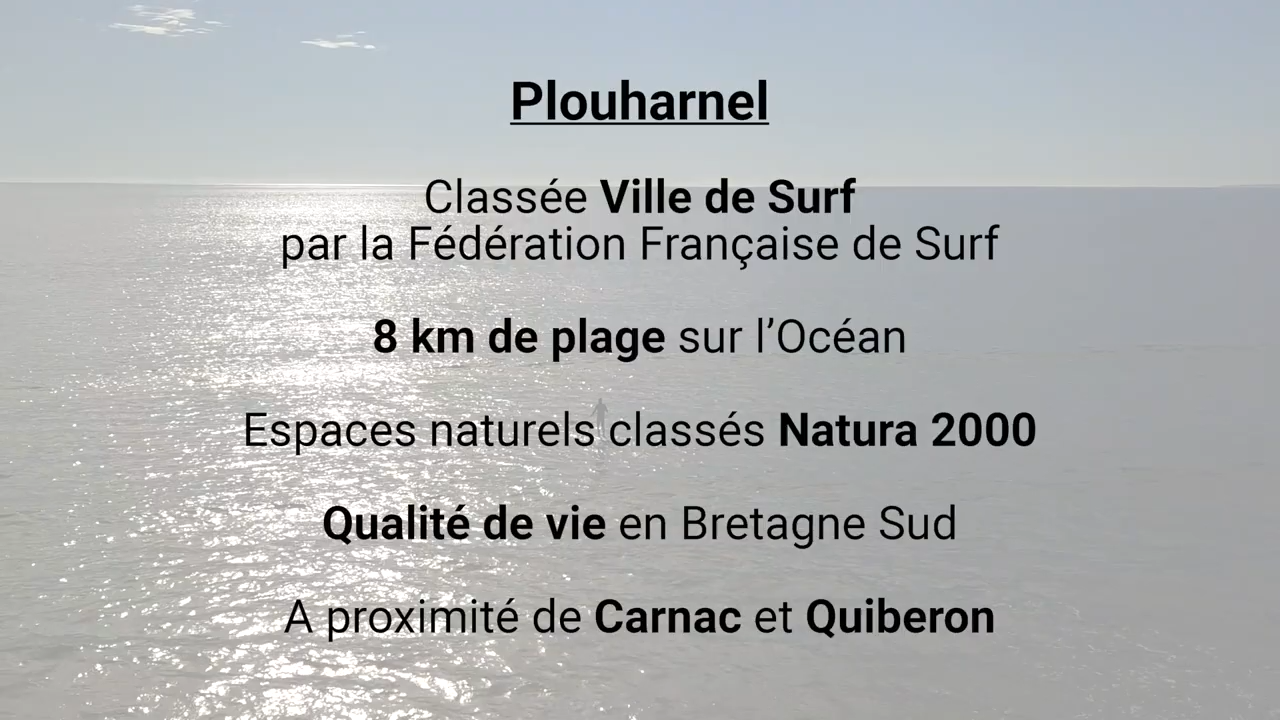 Plouharnel
Classée Ville de Surf
par la Fédération Française de Surf
8 km de plage sur l’Océan
Espaces naturels classés Natura 2000
Qualité de vie en Bretagne Sud
A proximité de Carnac et Quiberon